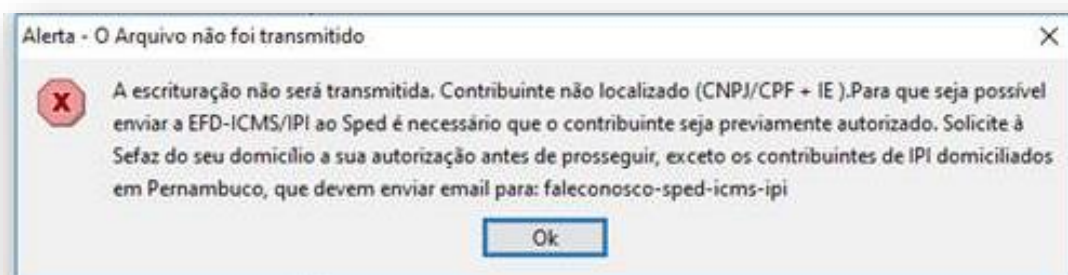 Alerta - O Arquivo não foi transmitido
A escrituração não será transmitida. Contribuinte não localizado (CNPJ/CPF + IE ).Para que seja possível
enviar a EFD-ICMS/IPI ao Sped é necessário que o contribuinte seja previamente autorizado. Solicite à
Sefaz do seu domicílio a sua autorização antes de prosseguir, exceto os contribuintes de IPI domiciliados
em Pernambuco, que devem enviar email para: faleconosco-sped-icms-ipi
Ok